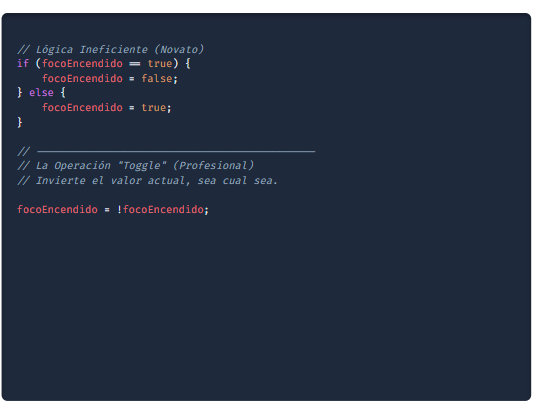 // Lógica Ineficiente (Novato)
if (focoEncendido == true) {
    focoEncendido = false;
} else {
    focoEncendido = true;
}
// ----------------------------------------
// La Operación "Toggle" (Profesional)
// Invierte el valor actual, sea cual sea.
focoEncendido = !focoEncendido;